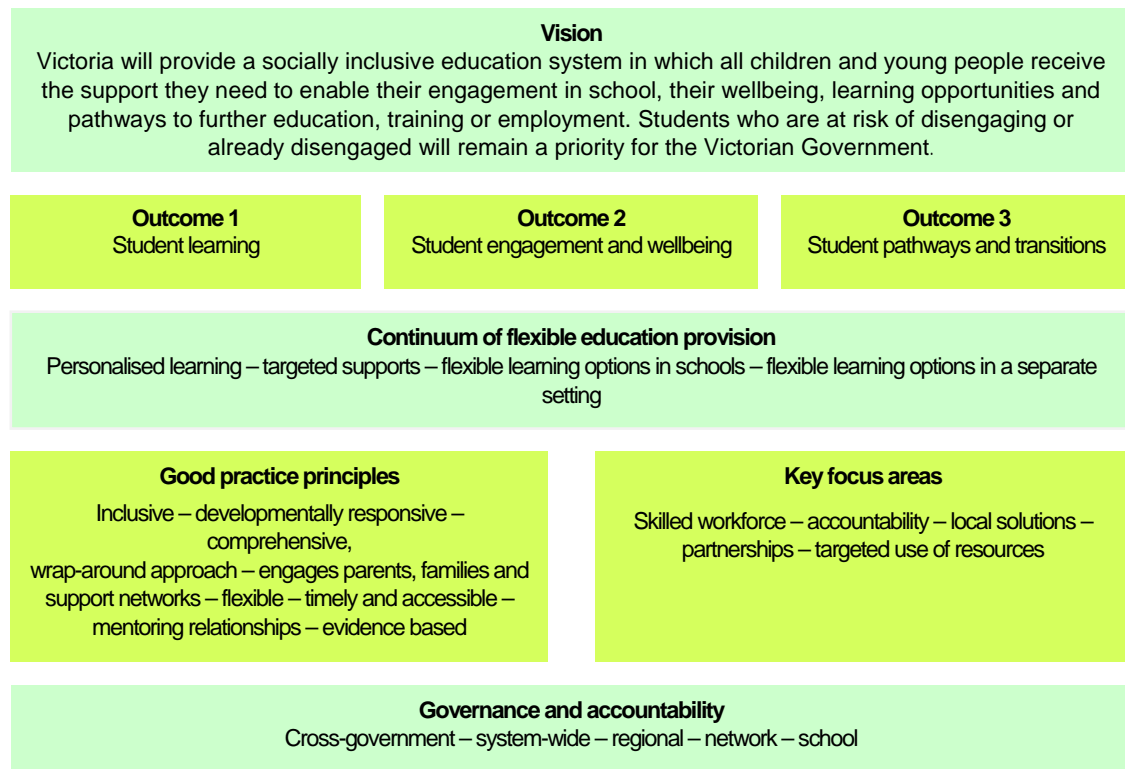 Vision
Victoria will provide a socially inclusive education system in which all children and young people receive
the support they need to enable their engagement in school, their wellbeing, learning opportunities and
pathways to further education, training or employment. Students who are at risk of disengaging or
already disengaged will remain a priority for the Victorian Government.
Outcome 1
Student learning
Outcome 2
Student engagement and wellbeing
Outcome 3
Student pathways and transitions
Continuum of flexible education provision
Personalised learning – targeted supports – flexible learning options in schools – flexible learning options in a separate
setting
Good practice principles
Inclusive – developmentally responsive –
comprehensive,
wrap-around approach – engages parents, families and
support networks – flexible – timely and accessible –
mentoring relationships – evidence based
Key focus areas
Skilled workforce – accountability – local solutions –
partnerships – targeted use of resources
Governance and accountability
Cross-government – system-wide – regional – network – school